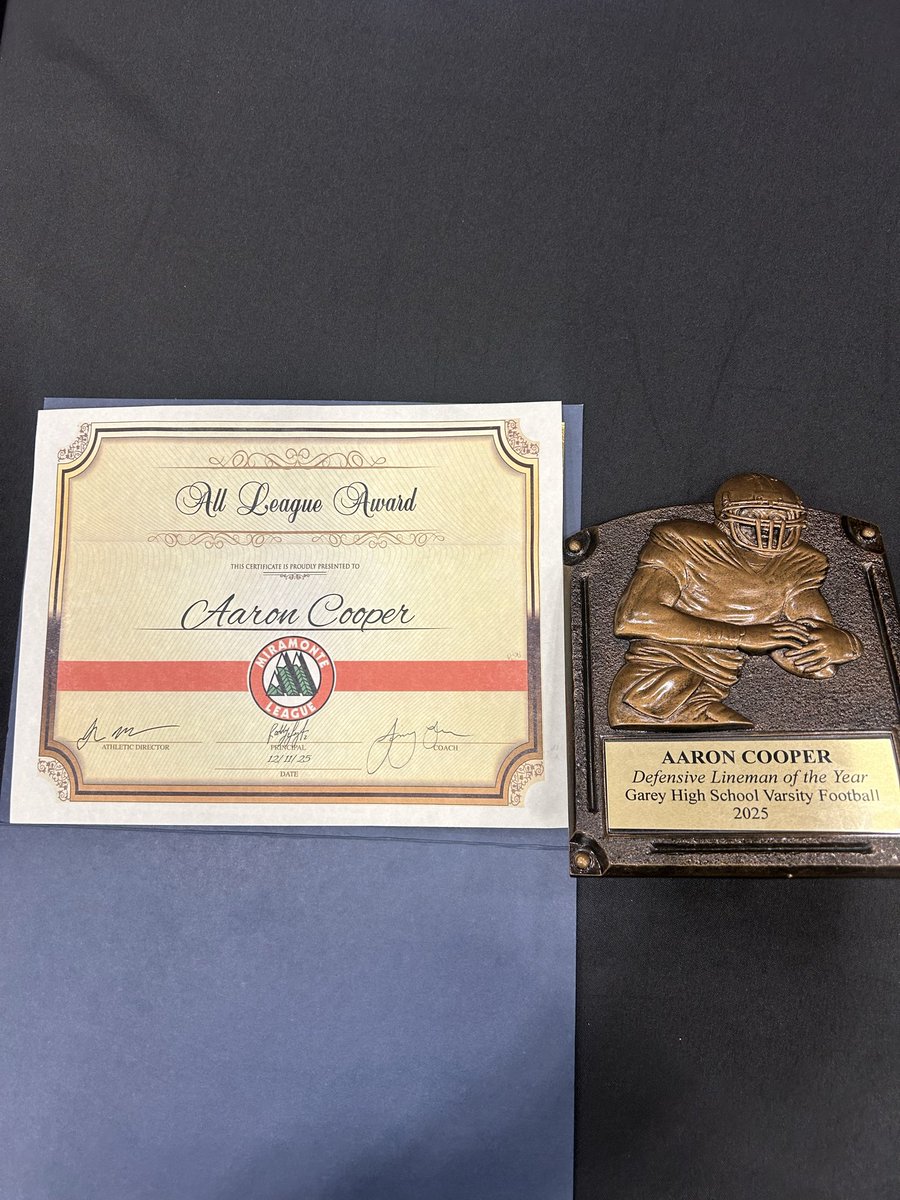 All League Award
THIS CERTIFICATE IS PROUDLY PRESENTED TO
Aaron Cooper
MIRAMONTE
LEAGUE
ATHLETIC DIRECTOR
PRINCIPAL
COACH
12/11/25
DATE
AARON COOPER
Defensive Lineman of the Year
Garey High School Varsity Football
2025